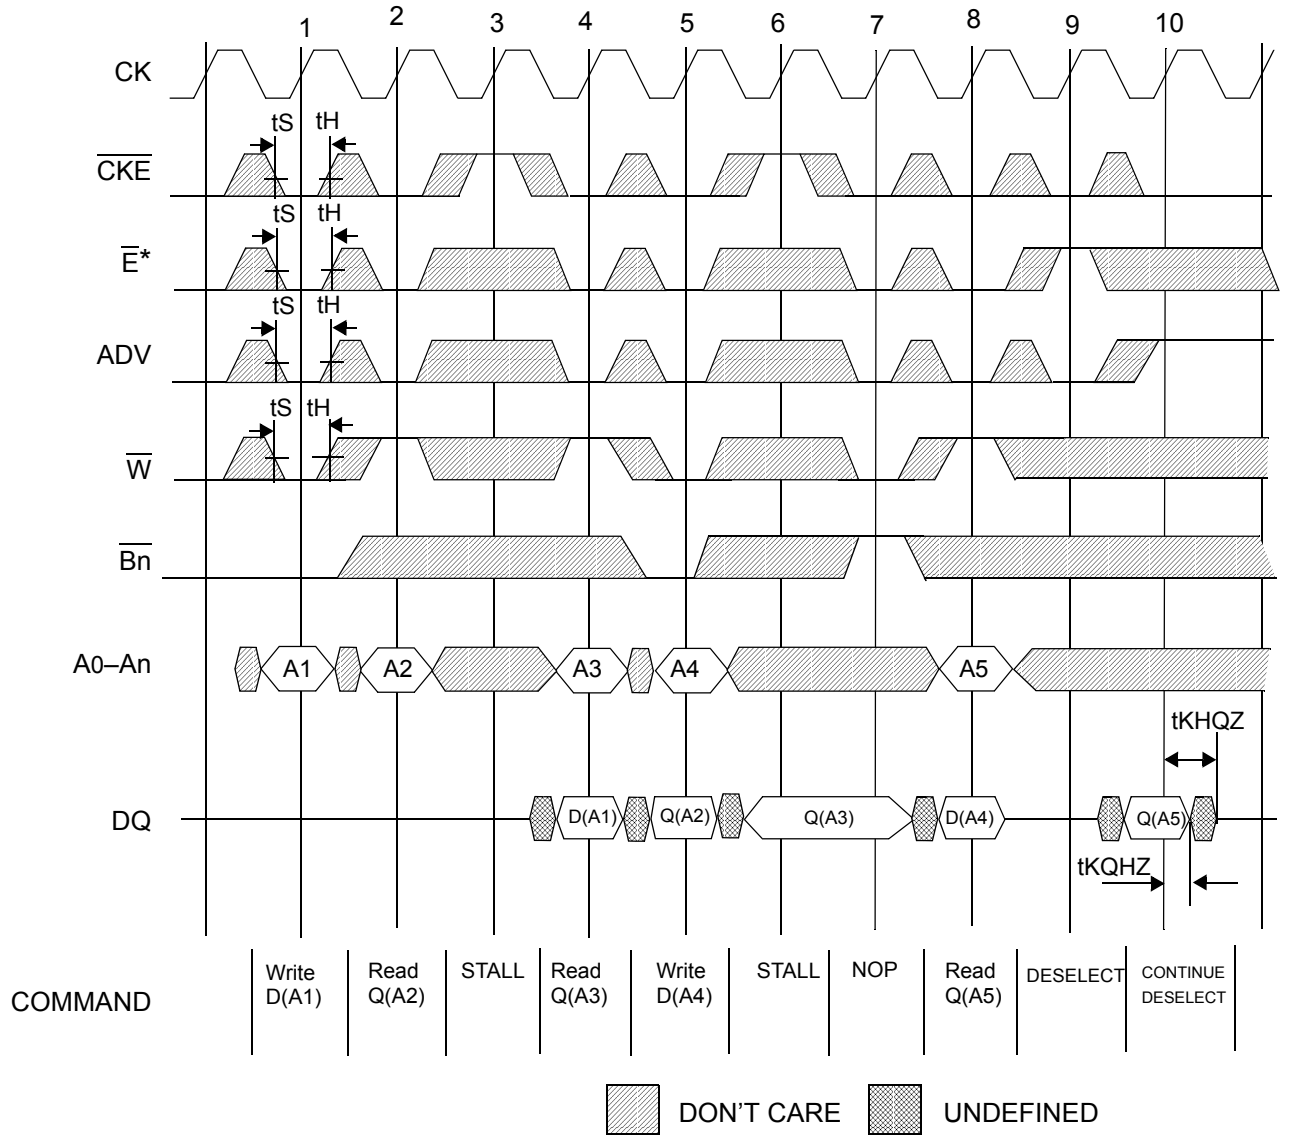 1 2 3 4 5 6 7 8 9 10
CK
tS tH
CKE
tS tH
E*
tS tH
ADV
tS tH
W
Bn
A0–An A1 A2 A3 A4 A5
tKHQZ
DQ D(A1) Q(A2) Q(A3) D(A4) Q(A5)
tKQHZ
COMMAND
Write
D(A1)
Read
Q(A2)
STALL
Read
Q(A3)
Write
D(A4)
STALL
NOP
Read
Q(A5)
DESELECT
CONTINUE
DESELECT
DON'T CARE
UNDEFINED